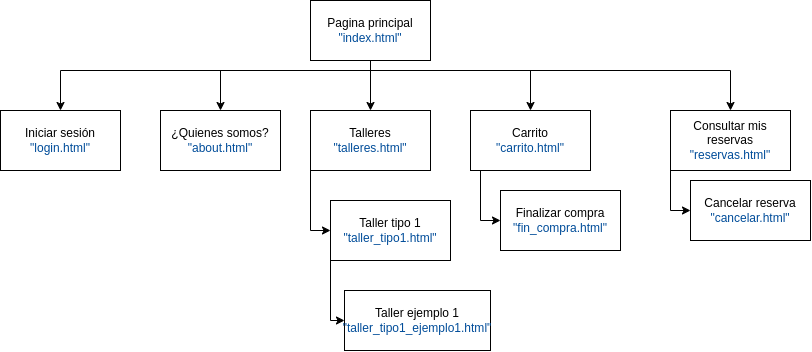 Pagina principal
"index.html"
Iniciar sesión
"login.html"
¿Quienes somos?
"about.html"
Talleres
"talleres.html"
Carrito
"carrito.html"
Consultar mis
reservas
"reservas.html"
Taller tipo 1
"taller_tipo1.html"
Finalizar compra
"fin_compra.html"
Cancelar reserva
"cancelar.html"
Taller ejemplo 1
"taller_tipo1_ejemplo1.html"